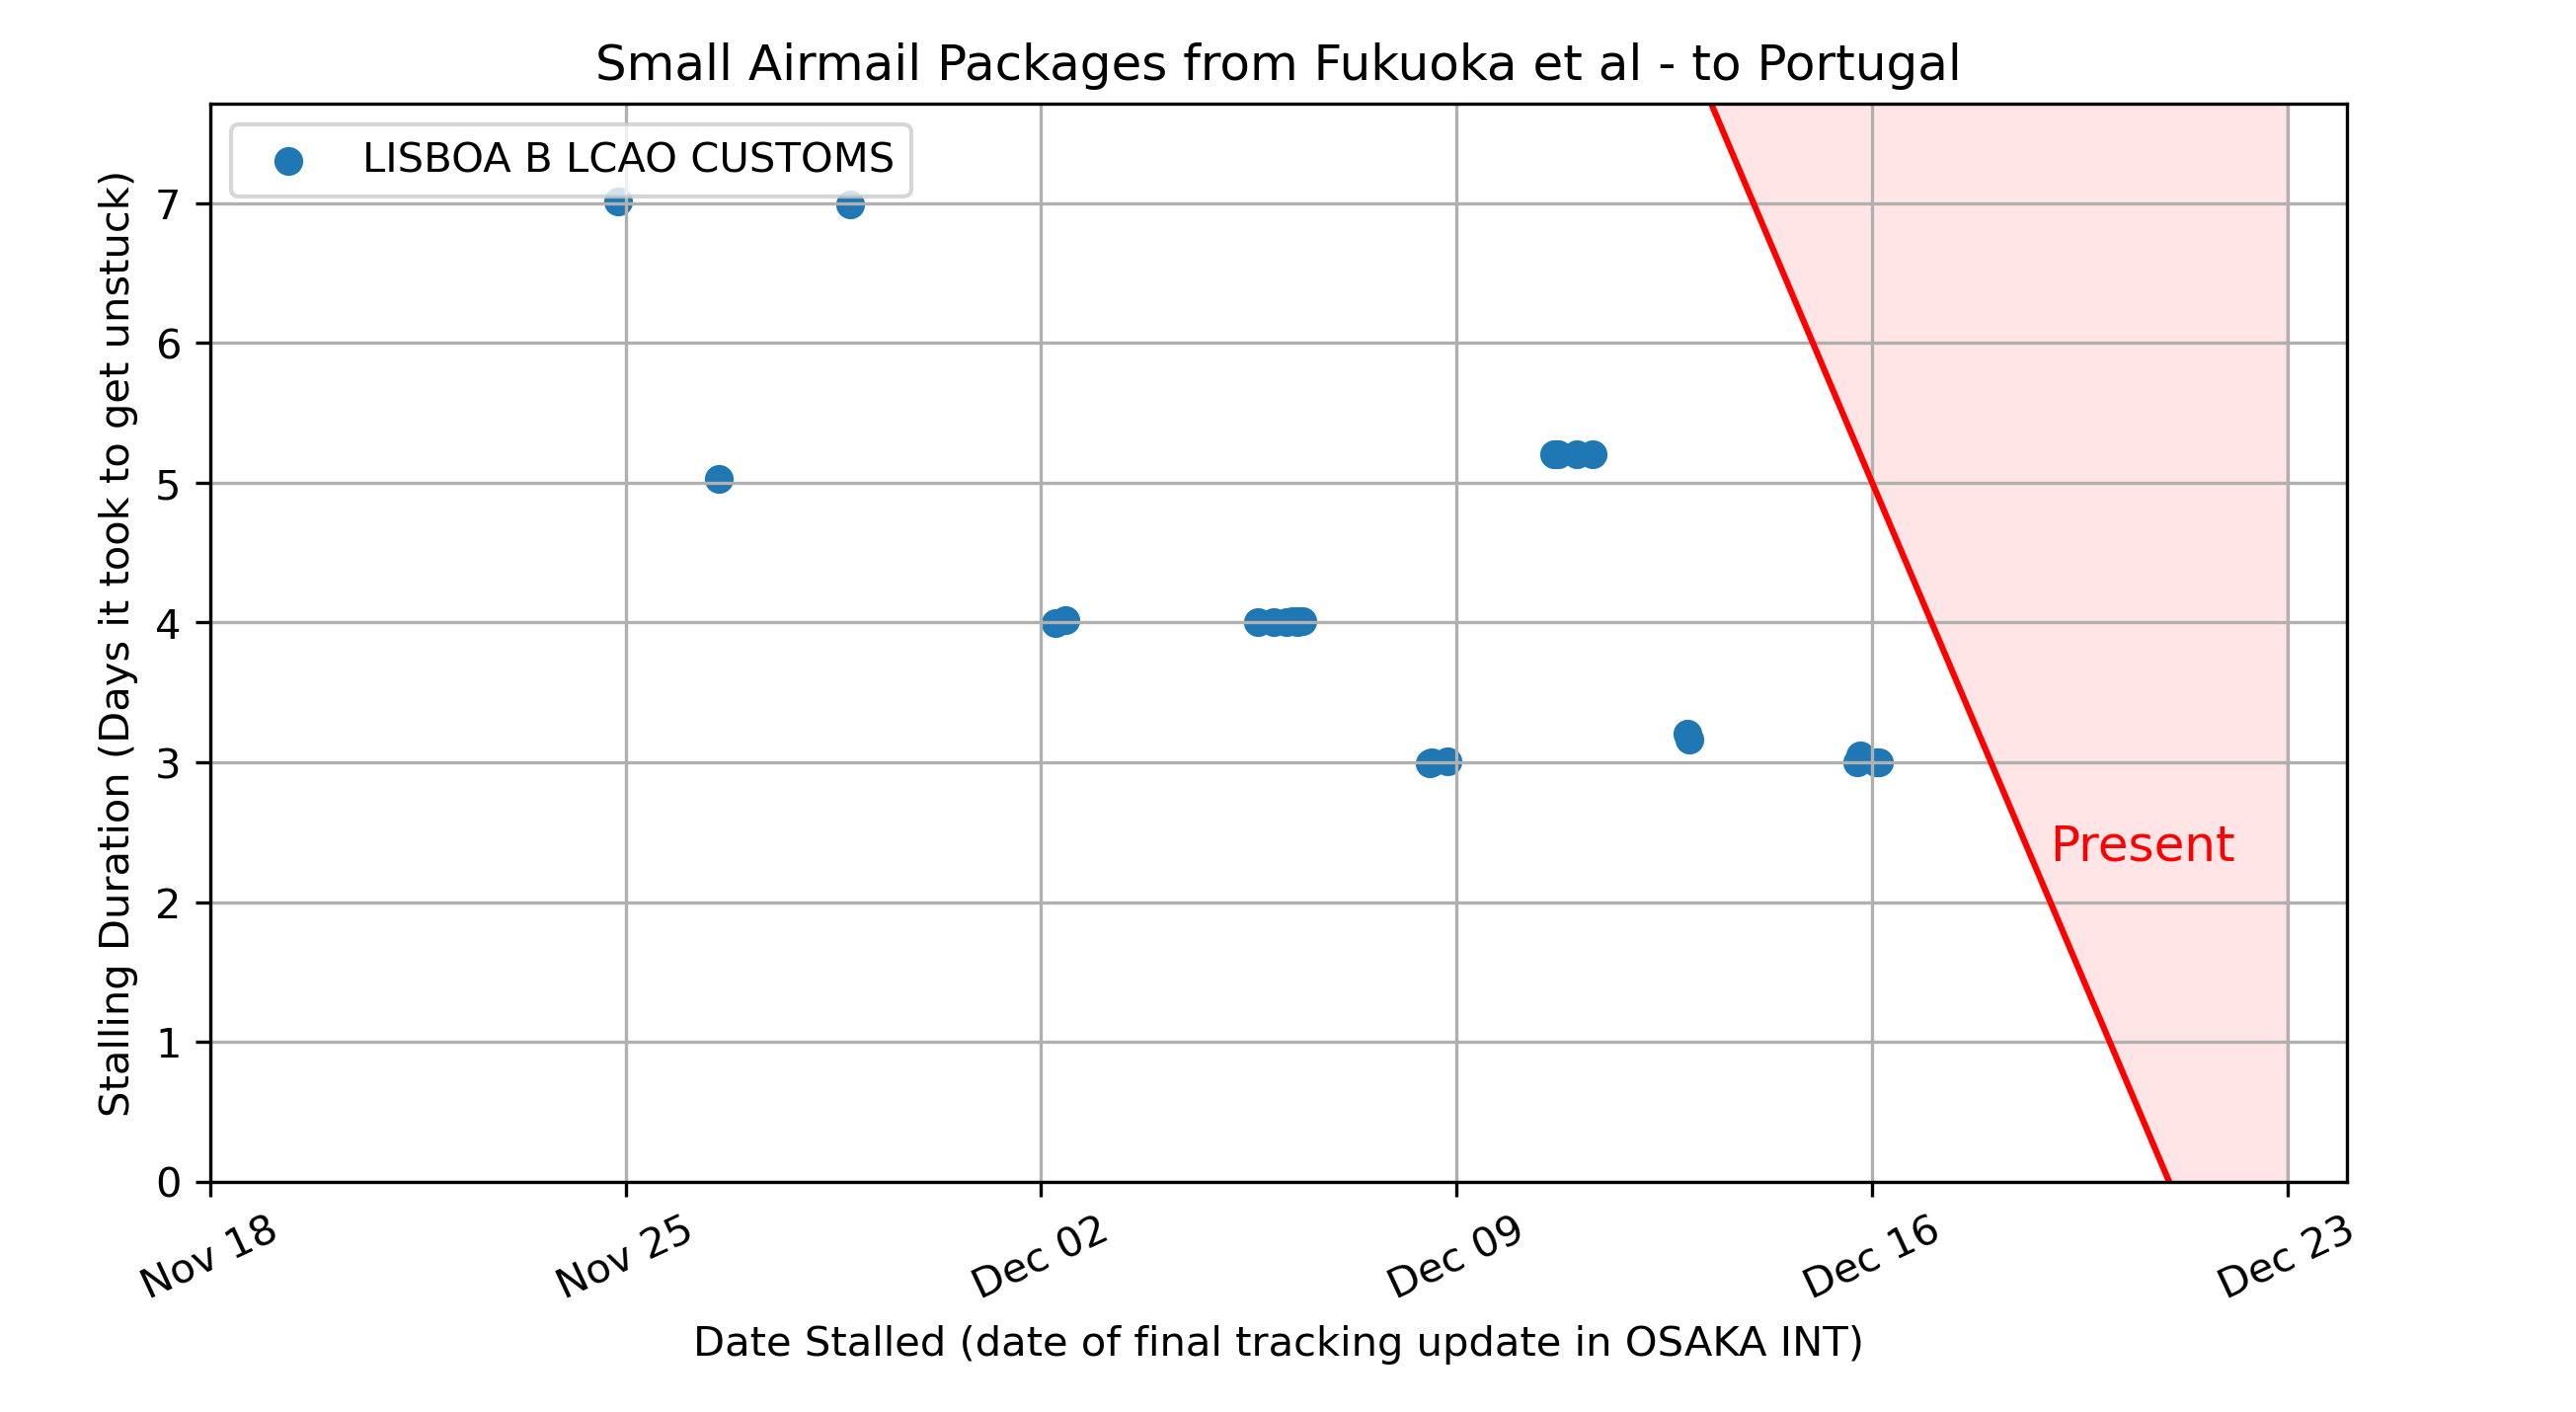 Small Airmail Packages from Fukuoka et al - to Portugal
LISBOA B LCAO CUSTOMS
Stalling Duration (Days it took to get unstuck)
7
6
5
4
3
2
1
0
Present
Nov 18
Nov 25
Dec 02
Dec 09
Dec 16
Dec 23
Date Stalled (date of final tracking update in OSAKA INT)